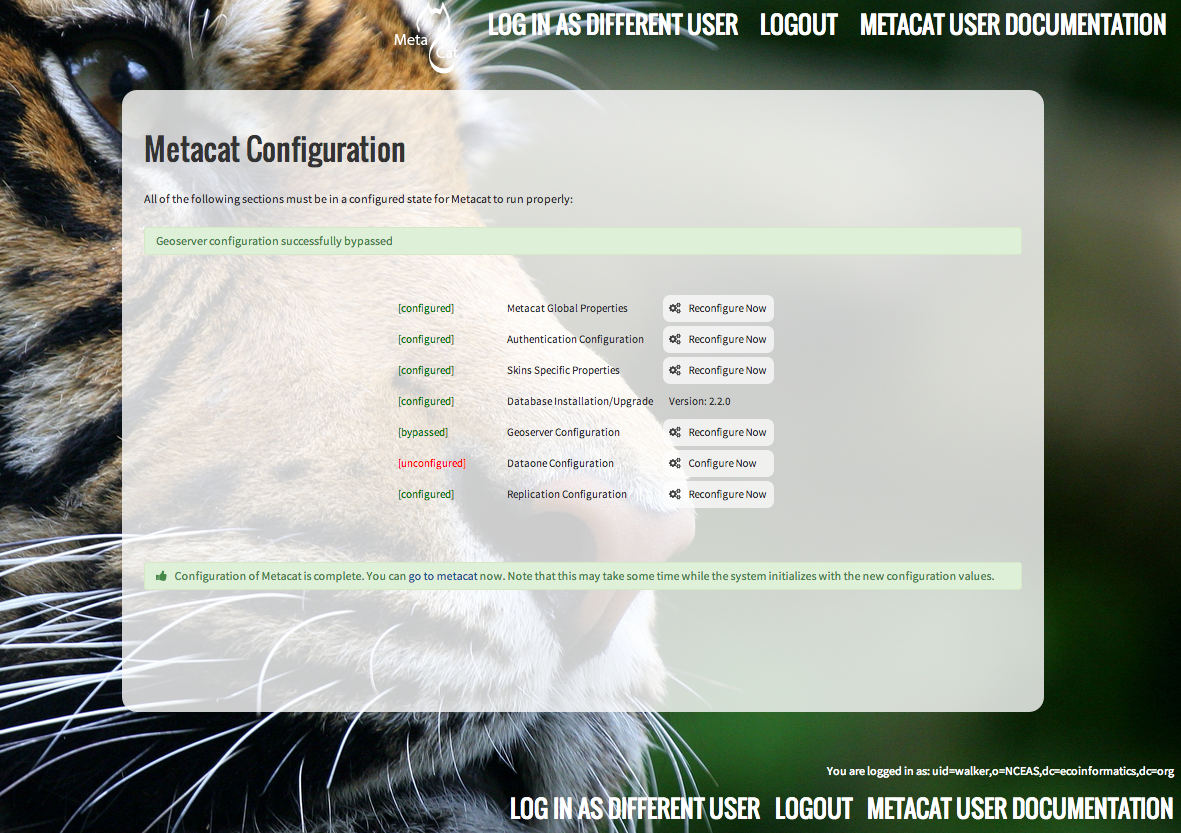 Meta
Cat
LOG IN AS DIFFERENT USER LOGOUT METACAT USER DOCUMENTATION
Metacat Configuration
All of the following sections must be in a configured state for Metacat to run properly:
Geoserver configuration successfully bypassed
[configured] Metacat Global Properties Reconfigure Now
[configured] Authentication Configuration Reconfigure Now
[configured] Skins Specific Properties Reconfigure Now
[configured] Database Installation/Upgrade Version: 2.2.0
[bypassed] Geoserver Configuration Reconfigure Now
[unconfigured] Dataone Configuration Configure Now
[configured] Replication Configuration Reconfigure Now
Configuration of Metacat is complete. You can go to metacat now. Note that this may take some time while the system initializes with the new configuration values.
You are logged in as: uid=walker,o=NCEAS,dc=ecoinformatics,dc=org
LOG IN AS DIFFERENT USER LOGOUT METACAT USER DOCUMENTATION